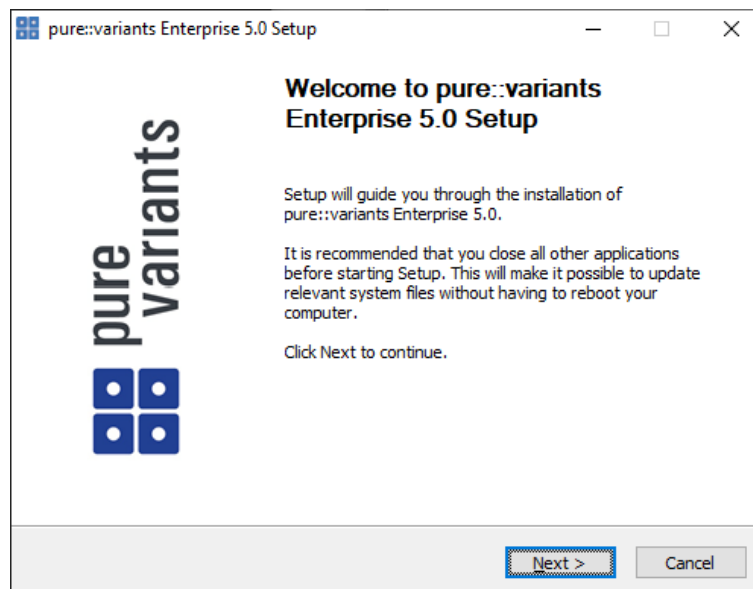 pure::variants Enterprise 5.0 Setup
Welcome to pure::variants
Enterprise 5.0 Setup
pure
variants
Setup will guide you through the installation of
pure::variants Enterprise 5.0.
It is recommended that you close all other applications
before starting Setup. This will make it possible to update
relevant system files without having to reboot your
computer.
Click Next to continue.
Next >
Cancel